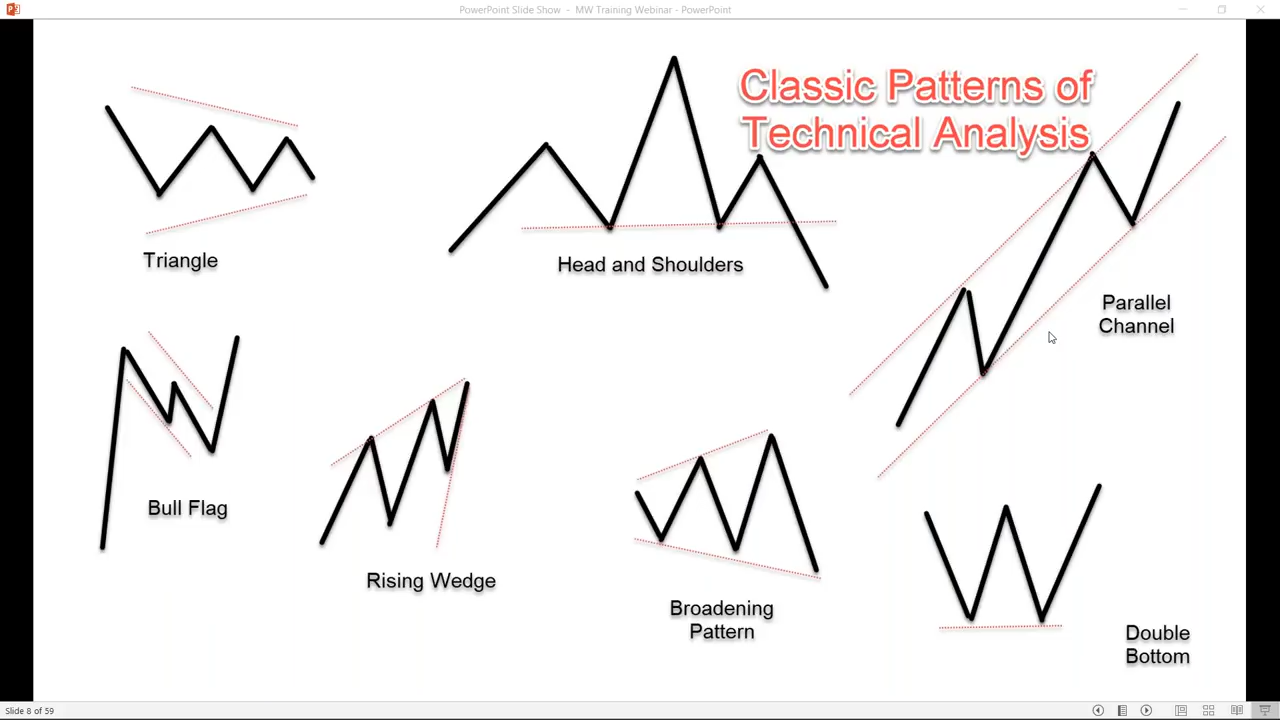 PowerPoint Slide Show - MW Training Webinar - PowerPoint
Classic Patterns of
Technical Analysis
Triangle
Head and Shoulders
Parallel
Channel
Bull Flag
Rising Wedge
Broadening
Pattern
Double
Bottom
Slide 8 of 59